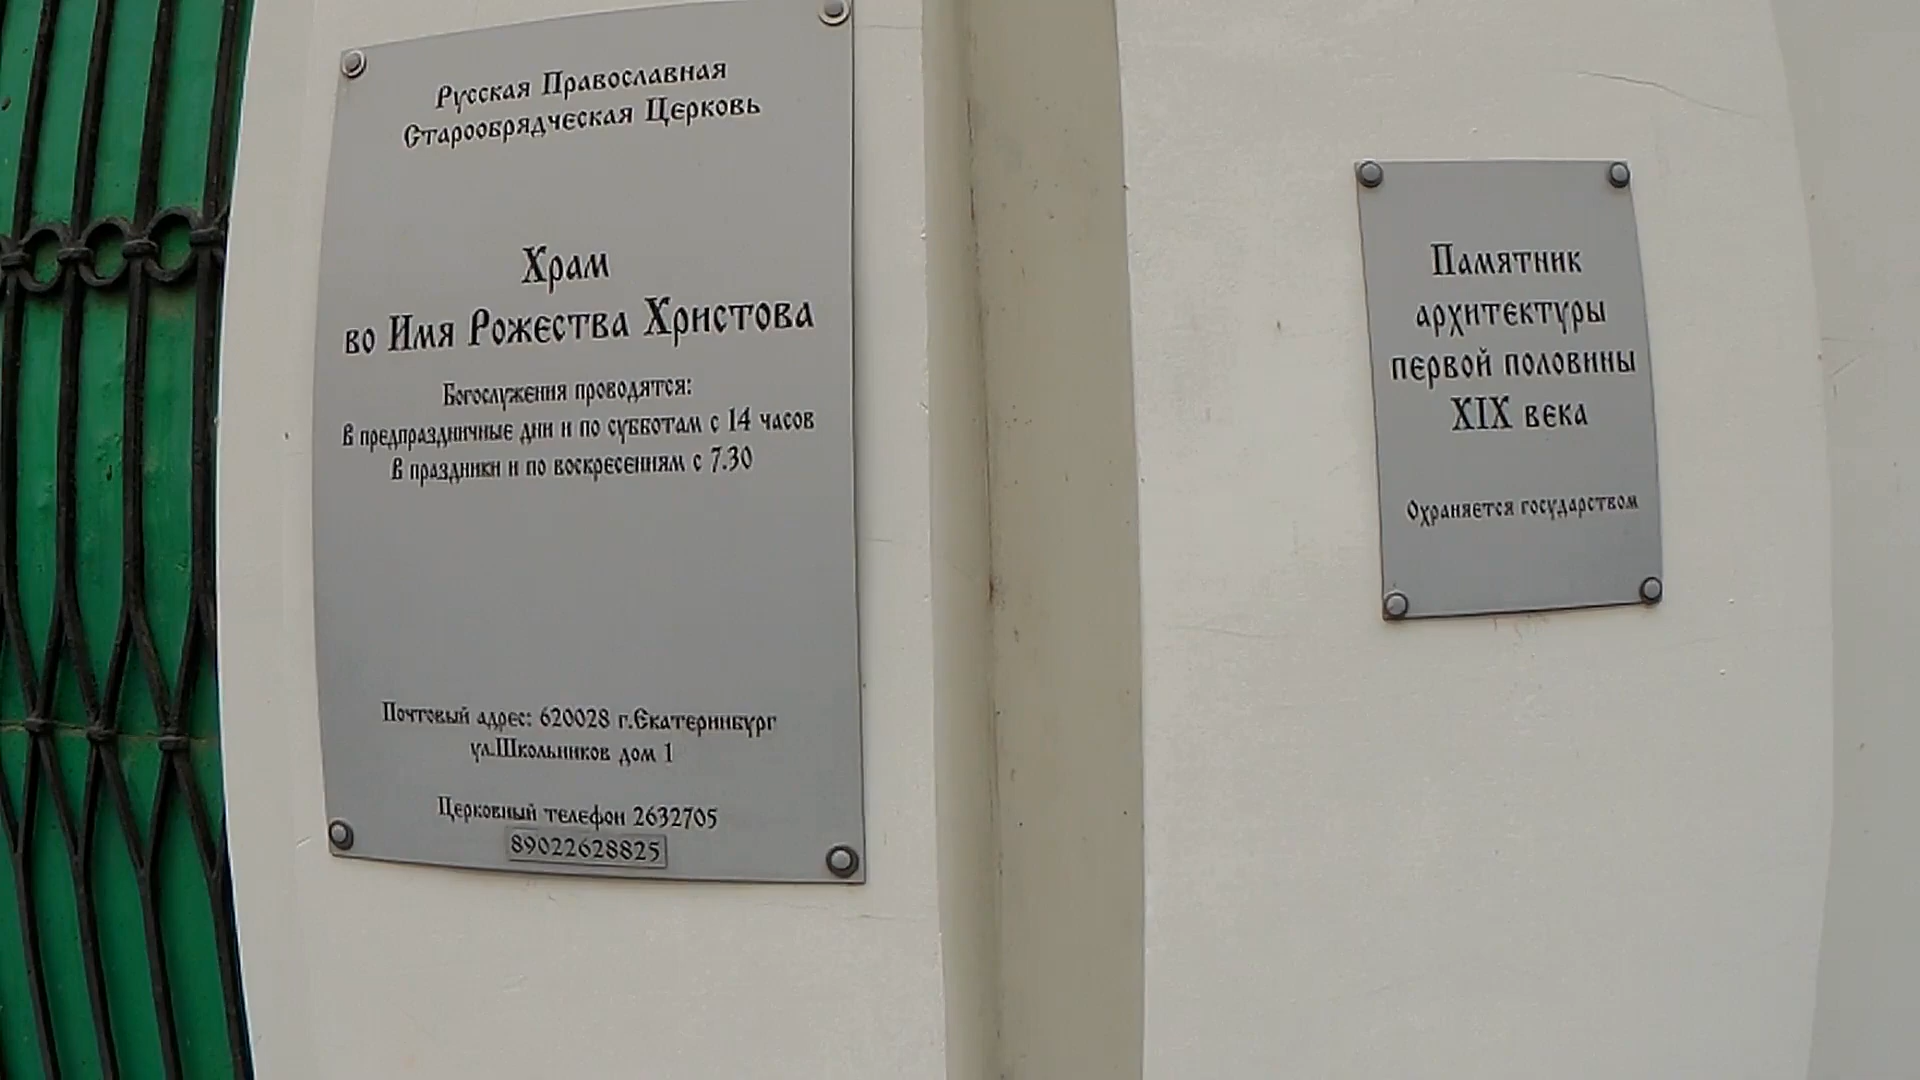 Русская Православная
Старообрядческая Церковь
Храм
во Имя Рожества Христова
Богослужения проводятся:
В предпраздничные дни и по субботам с 14 часов
В праздники и по воскресениям с 7.30
Почтовый адрес: 620028 г.Екатеринбург
ул.Школьников дом 1
Церковный телефон 2632705
89022628825
Памятник
архитектуры
первой половины
XIX века
Охраняется государством